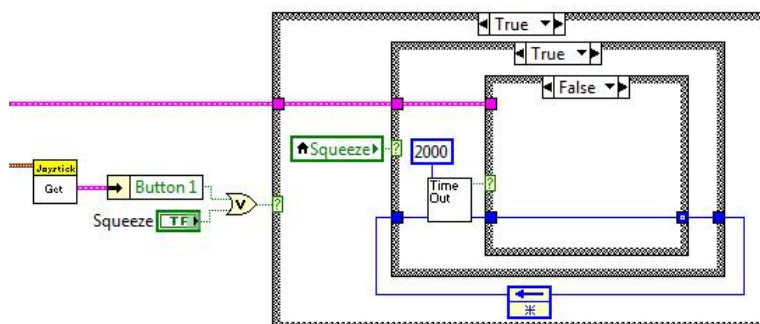 True
True
False
Joystick
Get
Button 1
V
Squeeze
TF
Squeeze
?
?
?
2000
Time
Out